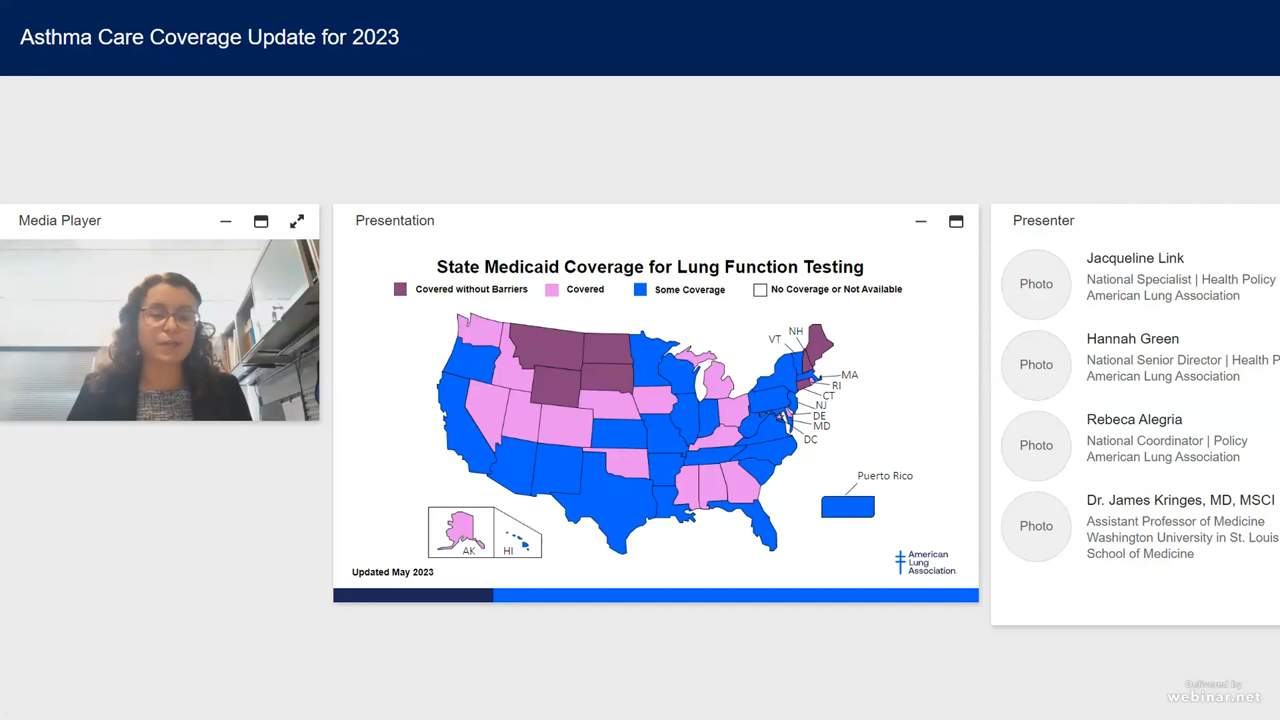 Asthma Care Coverage Update for 2023
Media Player
Presentation
State Medicaid Coverage for Lung Function Testing
Covered without Barriers
Covered
Some Coverage
No Coverage or Not Available
VT
NH
MA
RI
CT
NJ
DE
MD
DC
Puerto Rico
AK
HI
Updated May 2023
American
Lung
Association.
Presenter
Photo
Jacqueline Link
National Specialist | Health Policy
American Lung Association
Photo
Hannah Green
National Senior Director | Health P
American Lung Association
Photo
Rebeca Alegria
National Coordinator | Policy
American Lung Association
Photo
Dr. James Kringes, MD, MSCI
Assistant Professor of Medicine
Washington University in St. Louis
School of Medicine
Delivered by
webinar.net